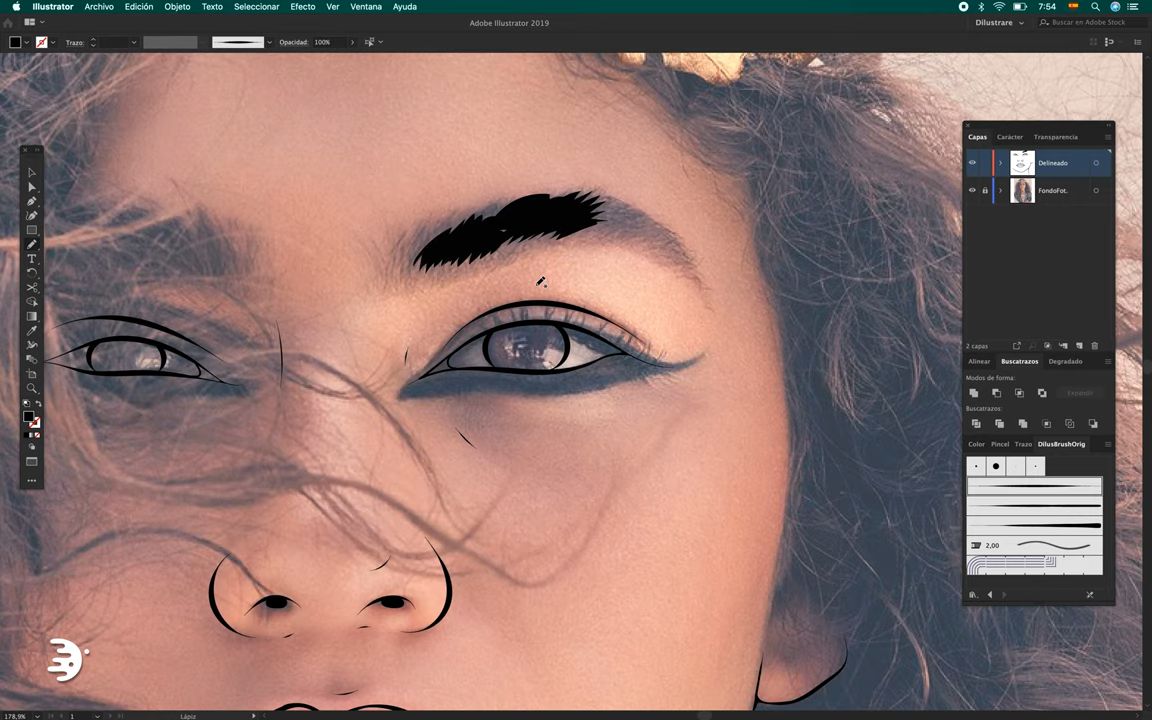 Illustrator Archivo Edición Objeto Texto Seleccionar Efecto Ver Ventana Ayuda 7:54
Adobe Illustrator 2019 Dilustrare Buscar en Adobe Stock
Trazo: Opacidad: 100%
Capas Carácter Transparencia
Delineado
FondoFot.
2 capas
Alinear Buscatrazos Degradado
Modos de forma:
Expandir
Buscatrazos:
Color Pincel Trazo DilusBrushOrig
2,00
178,9% 1 Lápiz